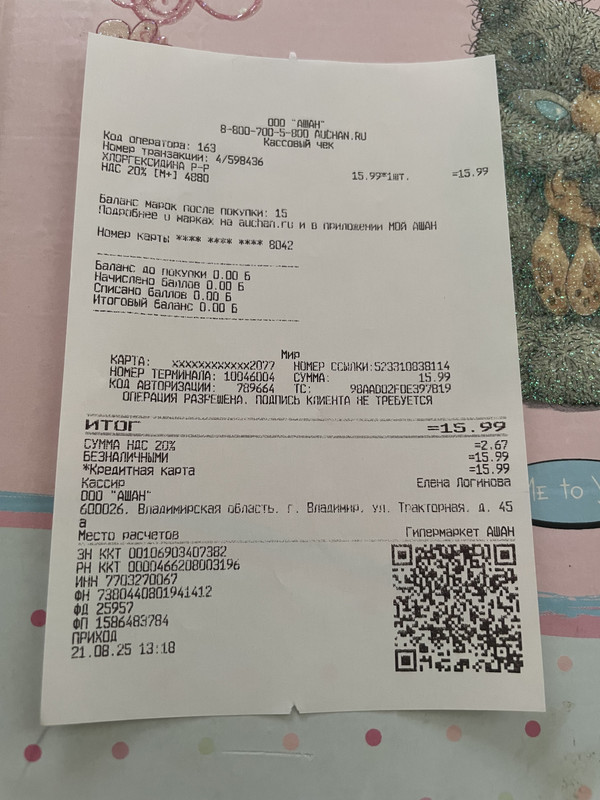 ООО "АШАН"
8-800-700-5-800 AUCHAN.RU
Кассовый чек
Код оператора: 163
Номер транзакции: 4/598436
ХЛОРГЕКСИДИНА Р-Р
15.99*1шт. =15.99
НДС 20% [М+] 4880
Баланс марок после покупки: 15
Подробнее о марках на auchan.ru и в приложении МОЙ АШАН
Номер карты **** **** **** 8042
Баланс до покупки 0.00 Б
Начислено баллов 0.00 Б
Списано баллов 0.00 Б
Итоговый баланс 0.00 Б
Мир
КАРТА: xxxxxxxxxxxx2077 НОМЕР ССЫЛКИ:523310838114
НОМЕР ТЕРМИНАЛА: 10046004 СУММА: 15.99
КОД АВТОРИЗАЦИИ: 789664 ТС: 98AAD02F0E397B19
ОПЕРАЦИЯ РАЗРЕШЕНА. ПОДПИСЬ КЛИЕНТА НЕ ТРЕБУЕТСЯ
ИТОГ =15.99
СУММА НДС 20% =2.67
БЕЗНАЛИЧНЫМИ =15.99
*Кредитная карта =15.99
Кассир Елена Логинова
ООО "АШАН"
600026, Владимирская область, г. Владимир, ул. Тракторная, д. 45
а
Место расчетов Гипермаркет АШАН
ЗН ККТ 00106903407382
РН ККТ 0000466208003196
ИНН 7703270067
ФН 7380440801941412
ФД 25957
ФП 1586483784
ПРИХОД
21.08.25 13:18
ME to